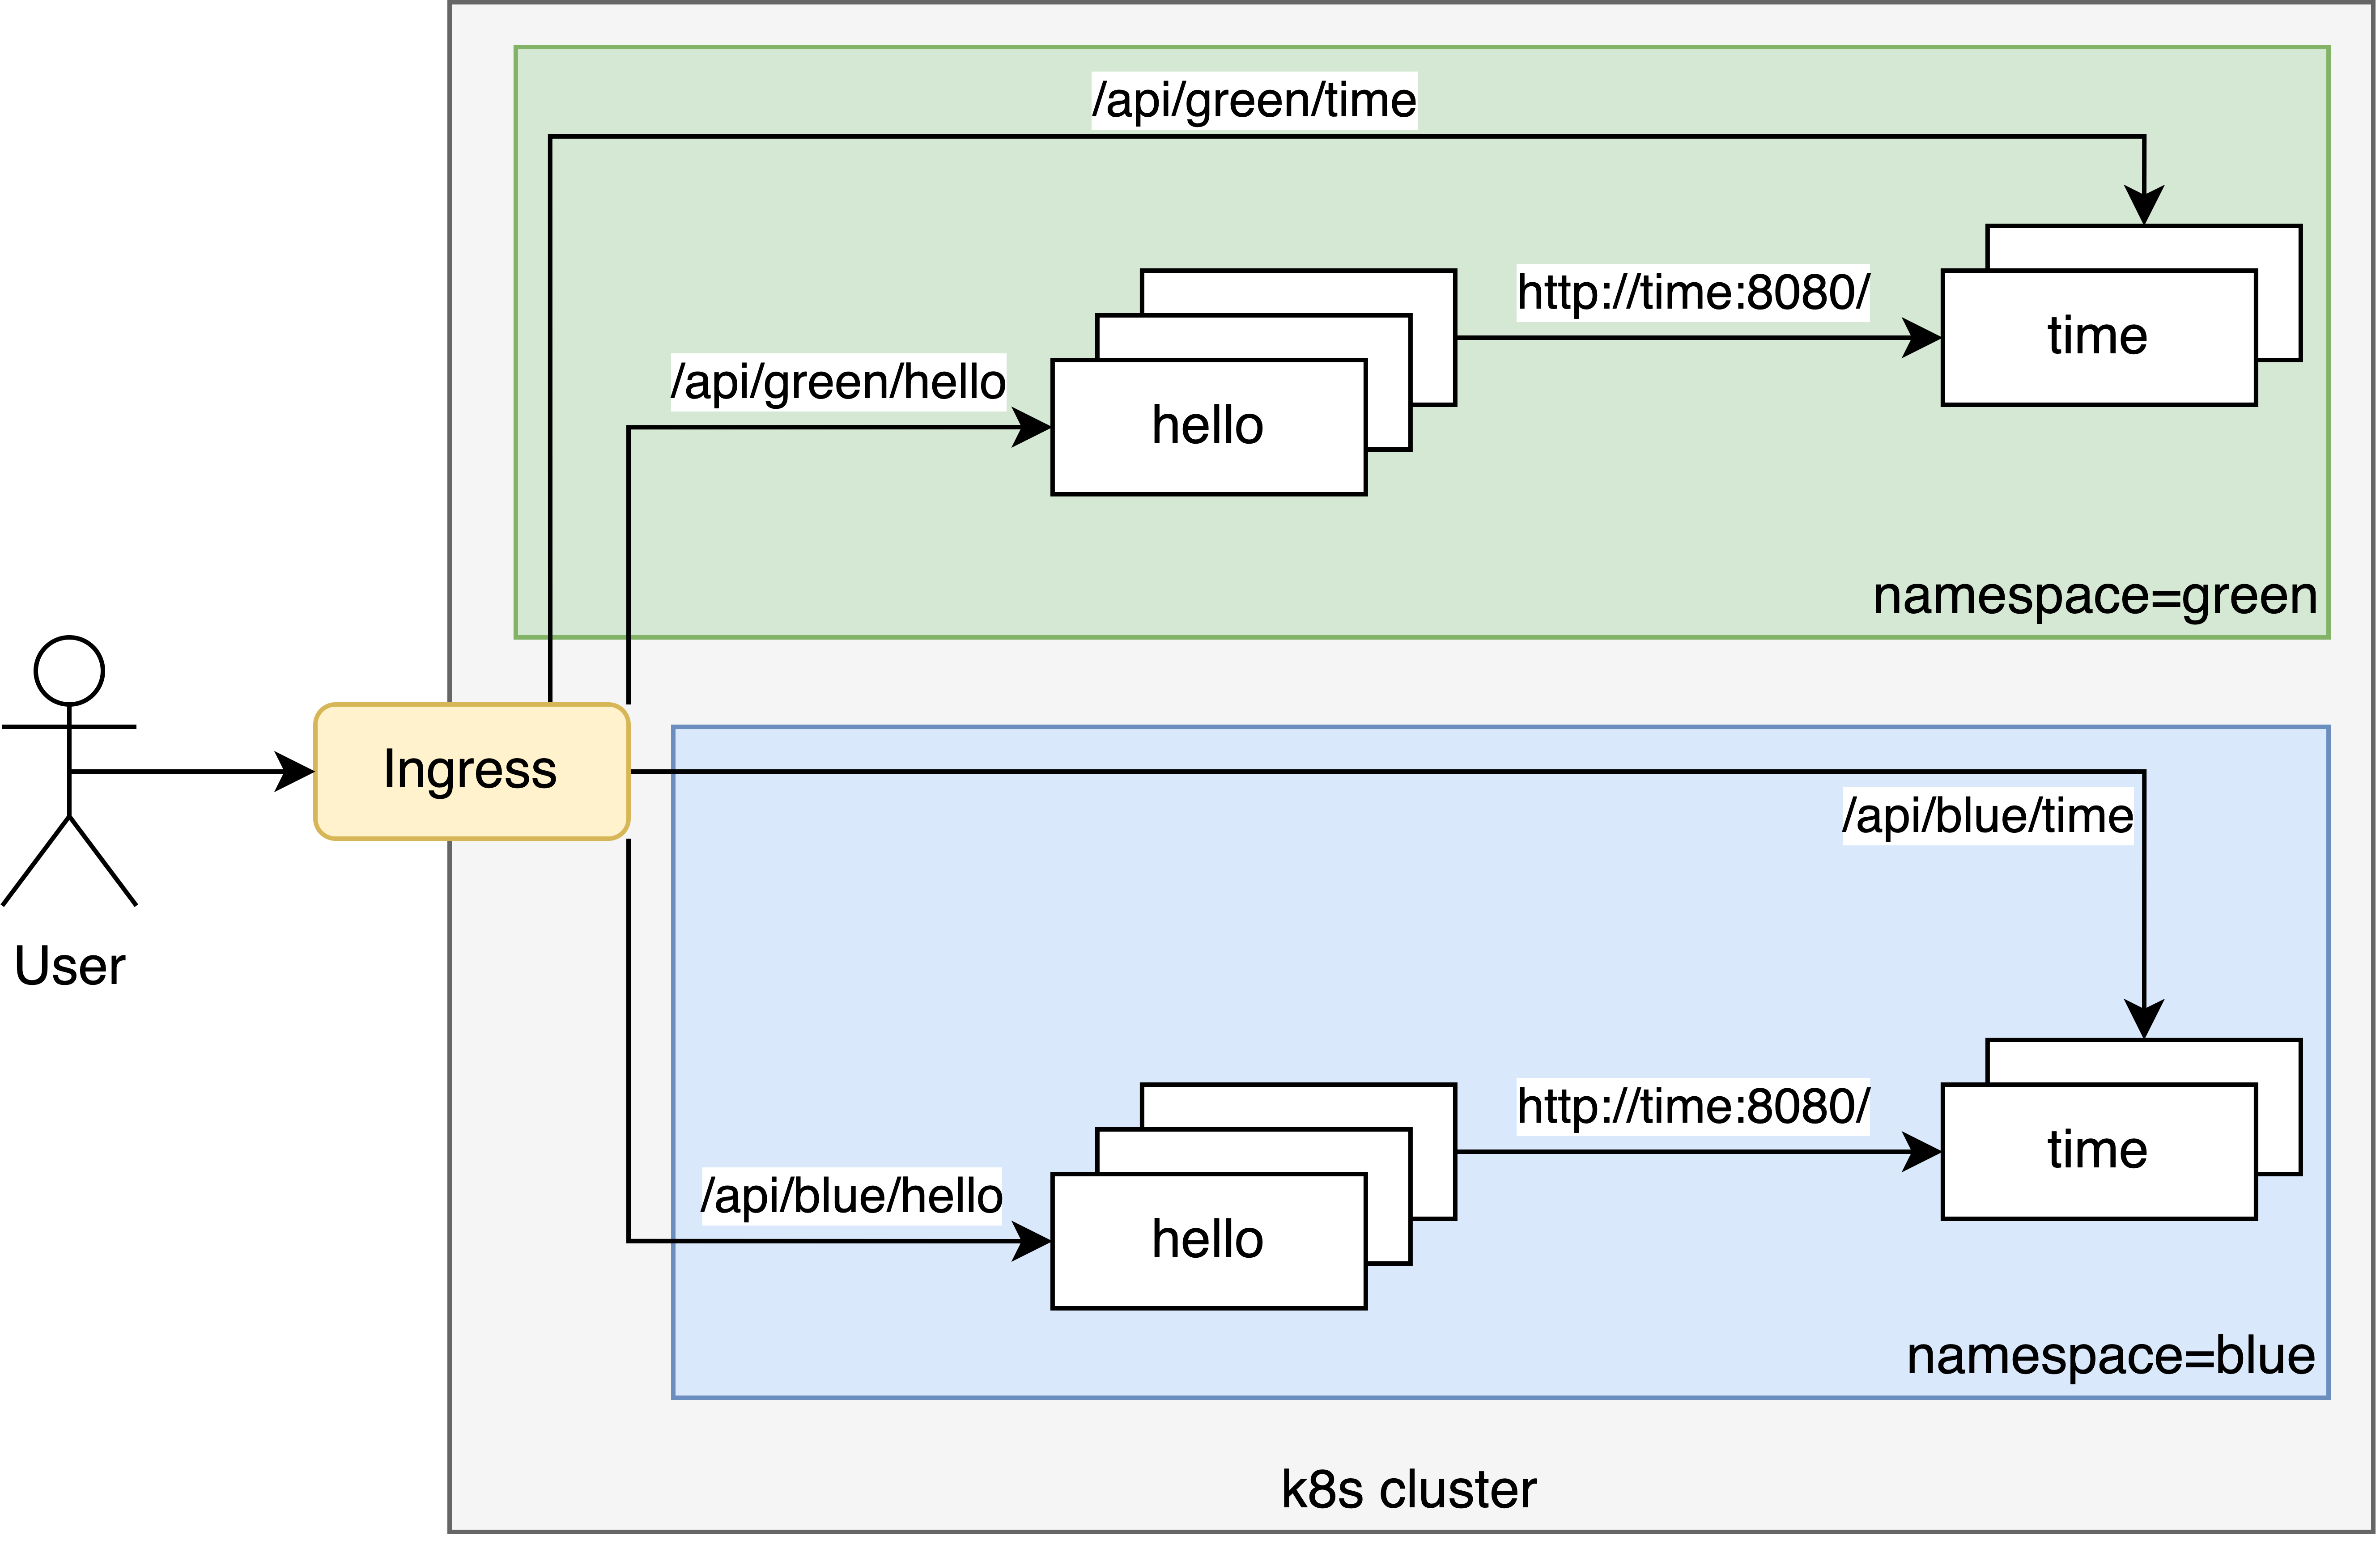 /api/green/time
http://time:8080/
time
/api/green/hello
hello
namespace=green
User
Ingress
/api/blue/time
http://time:8080/
time
/api/blue/hello
hello
namespace=blue
k8s cluster